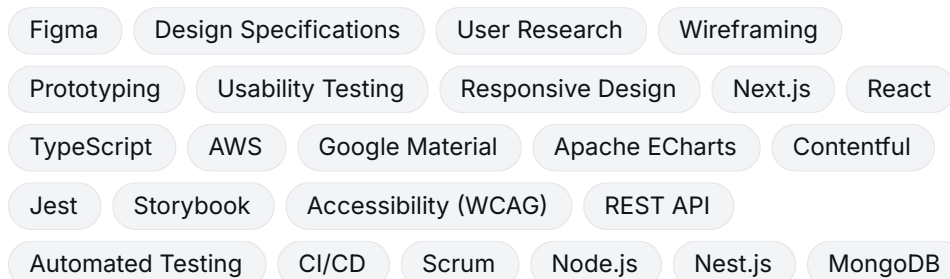 Figma Design Specifications User Research Wireframing
Prototyping Usability Testing Responsive Design Next.js React
TypeScript AWS Google Material Apache ECharts Contentful
Jest Storybook Accessibility (WCAG) REST API
Automated Testing CI/CD Scrum Node.js Nest.js MongoDB